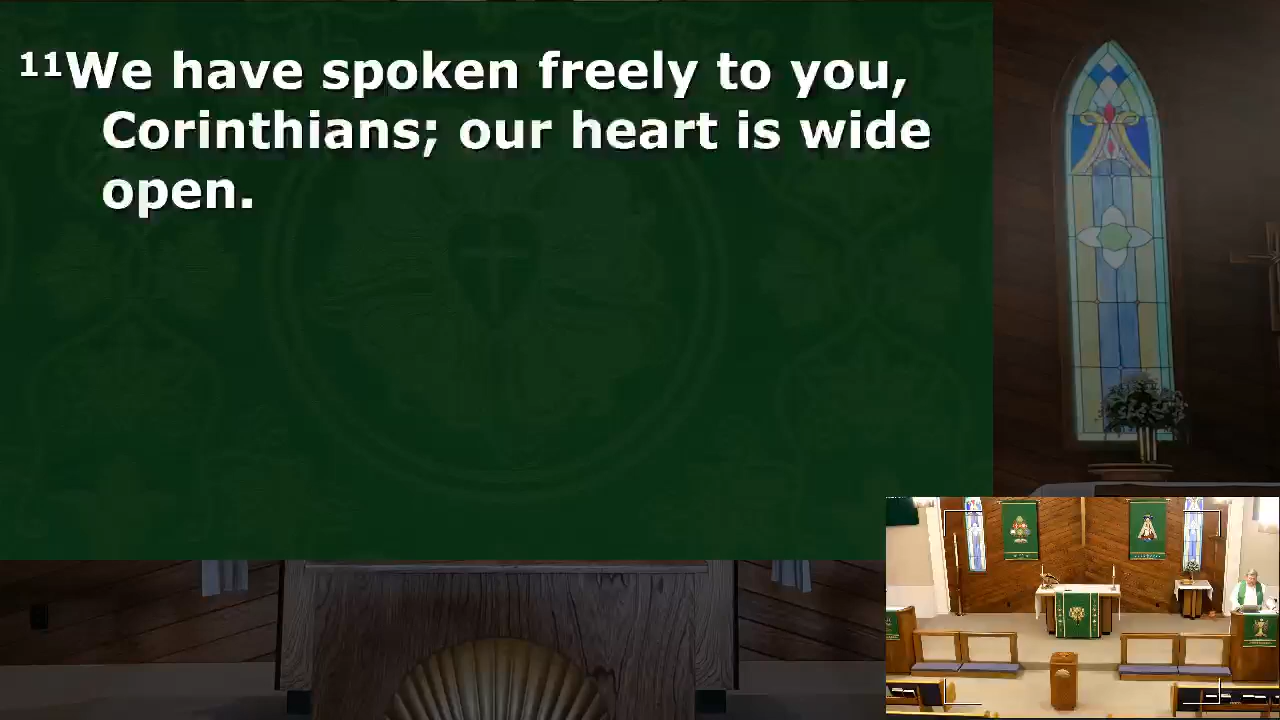 11We have spoken freely to you,
Corinthians; our heart is wide
open.